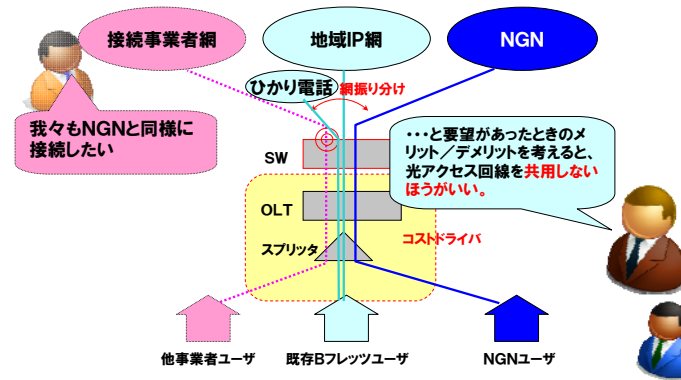 接続事業者網
地域IP網
NGN
ひかり電話
網振り分け
我々もNGNと同様に
接続したい
・・・と要望があったときのメ
リット／デメリットを考えると、
光アクセス回線を共用しない
ほうがいい。
SW
OLT
コストドライバ
スプリッタ
他事業者ユーザ
既存Bフレッツユーザ
NGNユーザ